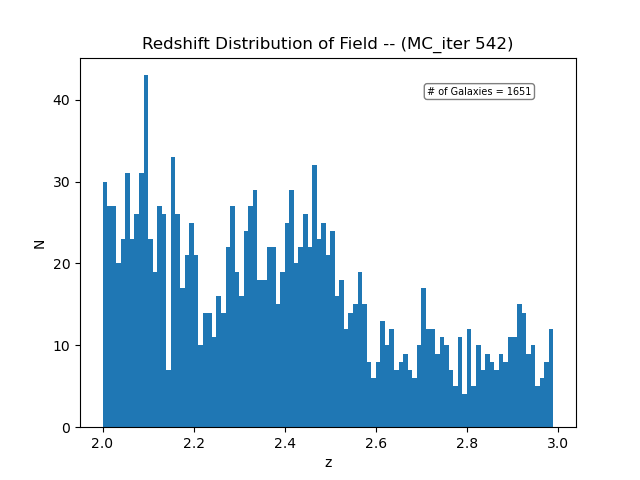 Redshift Distribution of Field -- (MC_iter 542)
# of Galaxies = 1651
N
40
30
20
10
0
2.0 2.2 2.4 2.6 2.8 3.0
z